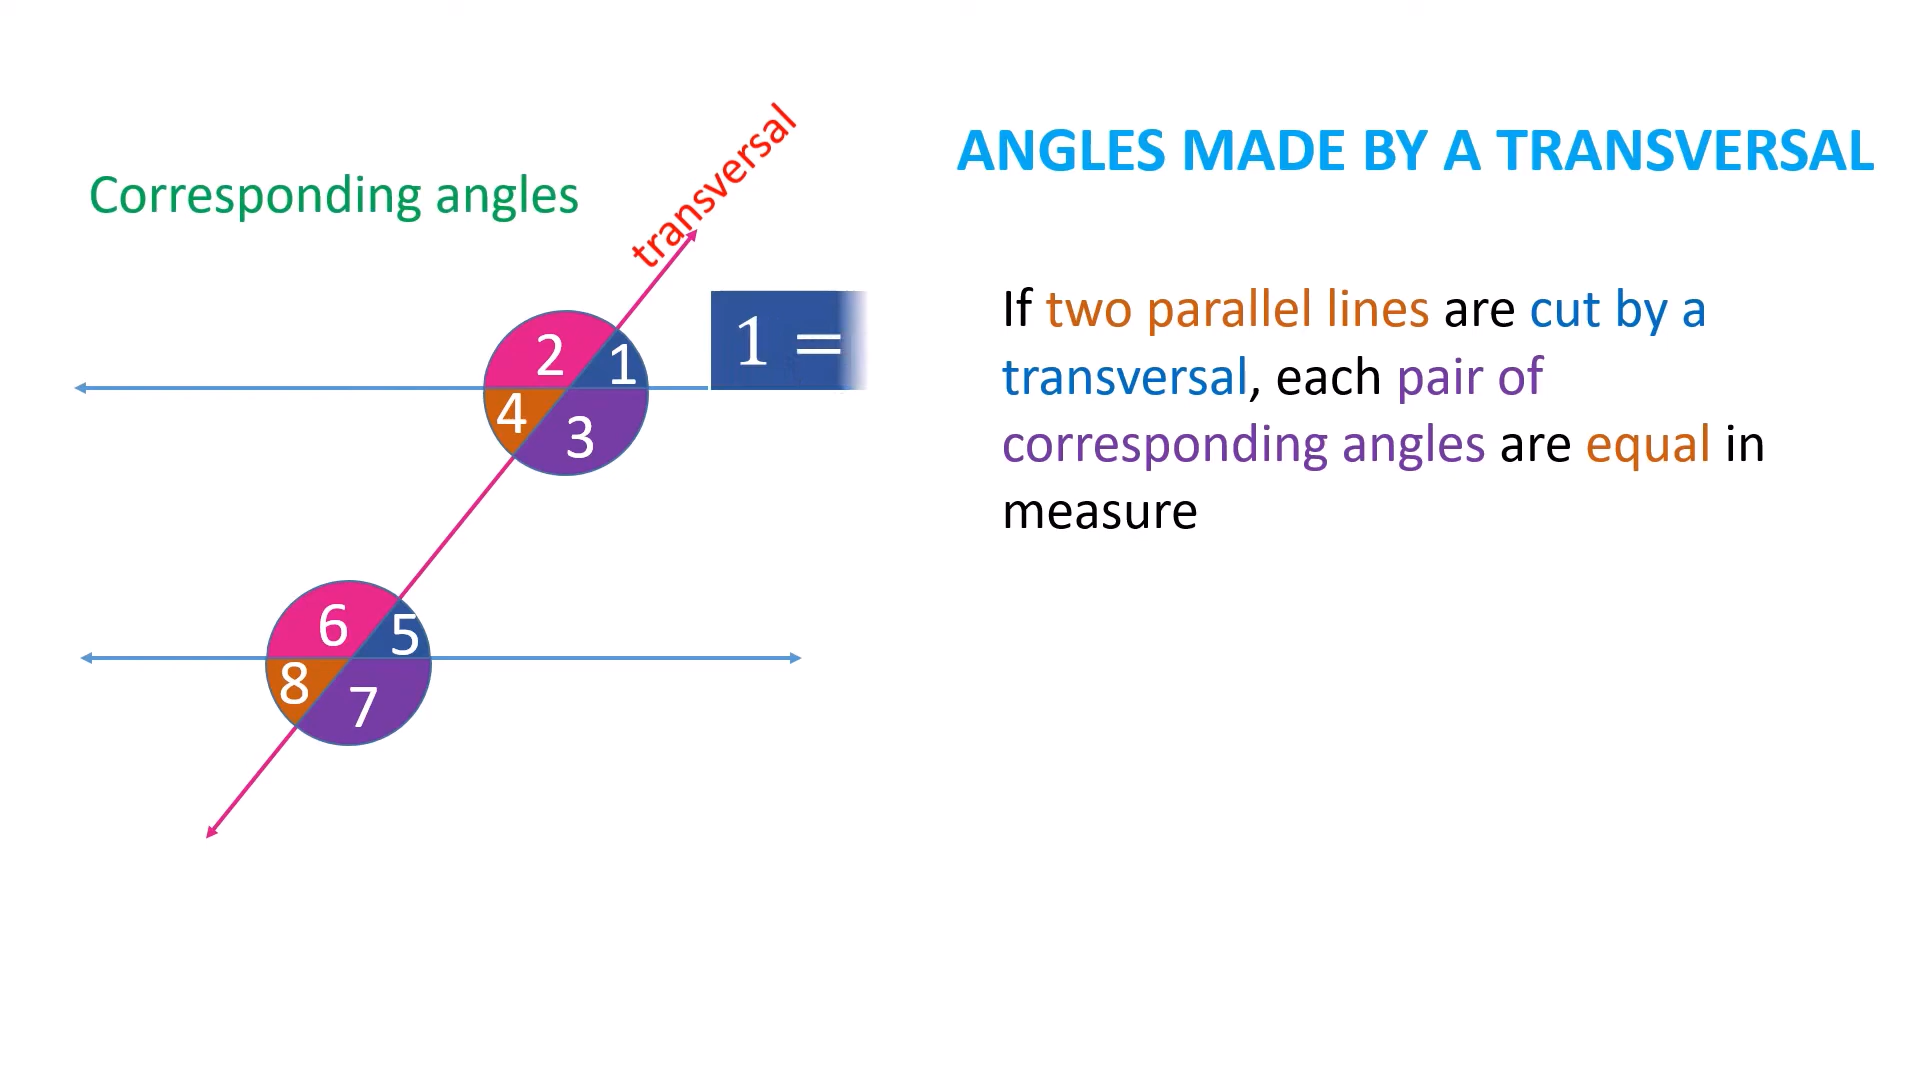 ANGLES MADE BY A TRANSVERSAL
Corresponding angles
transversal
1 =
2
1
4
3
6
5
8
7
If two parallel lines are cut by a
transversal, each pair of
corresponding angles are equal in
measure